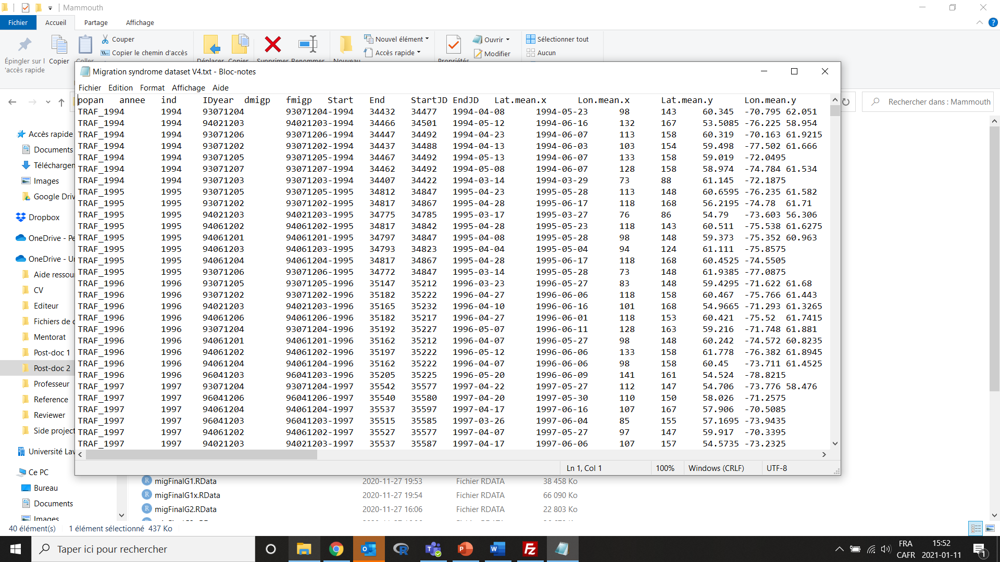 Mammouth
Fichier Accueil Partage Affichage
Couper
Copier le chemin d'accès
Nouvel élément
Accès rapide
Ouvrir
Modifier
Sélectionner tout
Aucun
Épingler sur l
'accès rapide
Copier
Migration syndrome dataset V4.txt - Bloc-notes
Fichier Edition Format Affichage Aide
Rechercher dans : Mammouth
popan annee ind IDyear dmigp fmigp Start End StartJD EndJD Lat.mean.x Lon.mean.x Lat.mean.y Lon.mean.y
TRAF_1994 1994 93071204 93071204-1994 34432 34477 1994-04-08 1994-05-23 98 143 60.345 -70.795 62.051
TRAF_1994 1994 94021203 94021203-1994 34466 34501 1994-05-12 1994-06-16 132 167 53.5085 -76.225 58.954
TRAF_1994 1994 93071206 93071206-1994 34447 34492 1994-04-23 1994-06-07 113 158 60.319 -70.163 61.9215
TRAF_1994 1994 93071202 93071202-1994 34437 34488 1994-04-13 1994-06-03 103 154 59.498 -77.502 61.666
TRAF_1994 1994 93071205 93071205-1994 34467 34492 1994-05-13 1994-06-07 133 158 59.019 -72.0495
TRAF_1994 1994 93071207 93071207-1994 34462 34492 1994-05-08 1994-06-07 128 158 58.974 -74.784 61.534
TRAF_1994 1994 93071203 93071203-1994 34407 34422 1994-03-14 1994-03-29 73 88 61.145 -72.1875
TRAF_1995 1995 93071205 93071205-1995 34812 34847 1995-04-23 1995-05-28 113 148 60.6595 -76.235 61.582
TRAF_1995 1995 93071202 93071202-1995 34817 34867 1995-04-28 1995-06-17 118 168 56.2195 -74.78 61.71
TRAF_1995 1995 94021203 94021203-1995 34775 34785 1995-03-17 1995-03-27 76 86 54.79 -73.603 56.306
TRAF_1995 1995 94061202 94061202-1995 34817 34842 1995-04-28 1995-05-23 118 143 60.511 -75.538 61.6275
TRAF_1995 1995 94061201 94061201-1995 34797 34847 1995-04-08 1995-05-28 98 148 59.373 -75.352 60.963
TRAF_1995 1995 94061203 94061203-1995 34793 34823 1995-04-04 1995-05-04 94 124 61.111 -75.8575
TRAF_1995 1995 94061204 94061204-1995 34817 34867 1995-04-28 1995-06-17 118 168 60.4525 -74.5505
TRAF_1995 1995 93071206 93071206-1995 34772 34847 1995-03-14 1995-05-28 73 148 61.9385 -77.0875
TRAF_1996 1996 93071205 93071205-1996 35147 35212 1996-03-23 1996-05-27 83 148 59.4295 -71.622 61.68
TRAF_1996 1996 93071202 93071202-1996 35182 35222 1996-04-27 1996-06-06 118 158 60.467 -75.766 61.443
TRAF_1996 1996 94021203 94021203-1996 35165 35232 1996-04-10 1996-06-16 101 168 54.9665 -71.293 61.3265
TRAF_1996 1996 94061206 94061206-1996 35182 35217 1996-04-27 1996-06-01 118 153 60.421 -75.52 61.7415
TRAF_1996 1996 93071204 93071204-1996 35192 35227 1996-05-07 1996-06-11 128 163 59.216 -71.748 61.881
TRAF_1996 1996 94061201 94061201-1996 35162 35212 1996-04-07 1996-05-27 98 148 60.242 -74.572 60.8235
TRAF_1996 1996 94061202 94061202-1996 35197 35222 1996-05-12 1996-06-06 133 158 61.778 -76.382 61.8945
TRAF_1996 1996 94061204 94061204-1996 35162 35222 1996-04-07 1996-06-06 98 158 60.45 -73.711 61.4525
TRAF_1996 1996 96041203 96041203-1996 35205 35225 1996-05-20 1996-06-09 141 161 54.524 -78.8215
TRAF_1997 1997 93071204 93071204-1997 35542 35577 1997-04-22 1997-05-27 112 147 54.706 -73.776 58.476
TRAF_1997 1997 96041206 96041206-1997 35540 35580 1997-04-20 1997-05-30 110 150 58.026 -71.2575
TRAF_1997 1997 94061204 94061204-1997 35537 35597 1997-04-17 1997-06-16 107 167 57.906 -70.5085
TRAF_1997 1997 96041203 96041203-1997 35515 35585 1997-03-26 1997-06-04 85 155 57.1695 -73.9435
TRAF_1997 1997 94061202 94061202-1997 35527 35577 1997-04-07 1997-05-27 97 147 59.917 -70.3395
TRAF_1997 1997 94021203 94021203-1997 35537 35587 1997-04-17 1997-06-06 107 157 54.5735 -73.2325
Ln 1, Col 1 100% Windows (CRLF) UTF-8
Accès rapide
Documents
Téléchargen
Images
Google Driv
Dropbox
OneDrive - Pe
OneDrive - Ur
Aide ressou
CV
Editeur
Fichiers de c
Mentorat
Post-doc 1
Post-doc 2
Professeur
Reference
Reviewer
Side project
Université Lav
Ce PC
Bureau
Documents
Images
migFinalG1.RData 2020-11-27 19:53 Fichier RDATA 38 458 Ko
migFinalG1x.RData 2020-11-27 19:54 Fichier RDATA 66 090 Ko
migFinalG2.RData 2020-11-27 16:06 Fichier RDATA 22 803 Ko
40 élément(s) 1 élément sélectionné 437 Ko
Taper ici pour rechercher
FRA
CAFR
15:52
2021-01-11
1